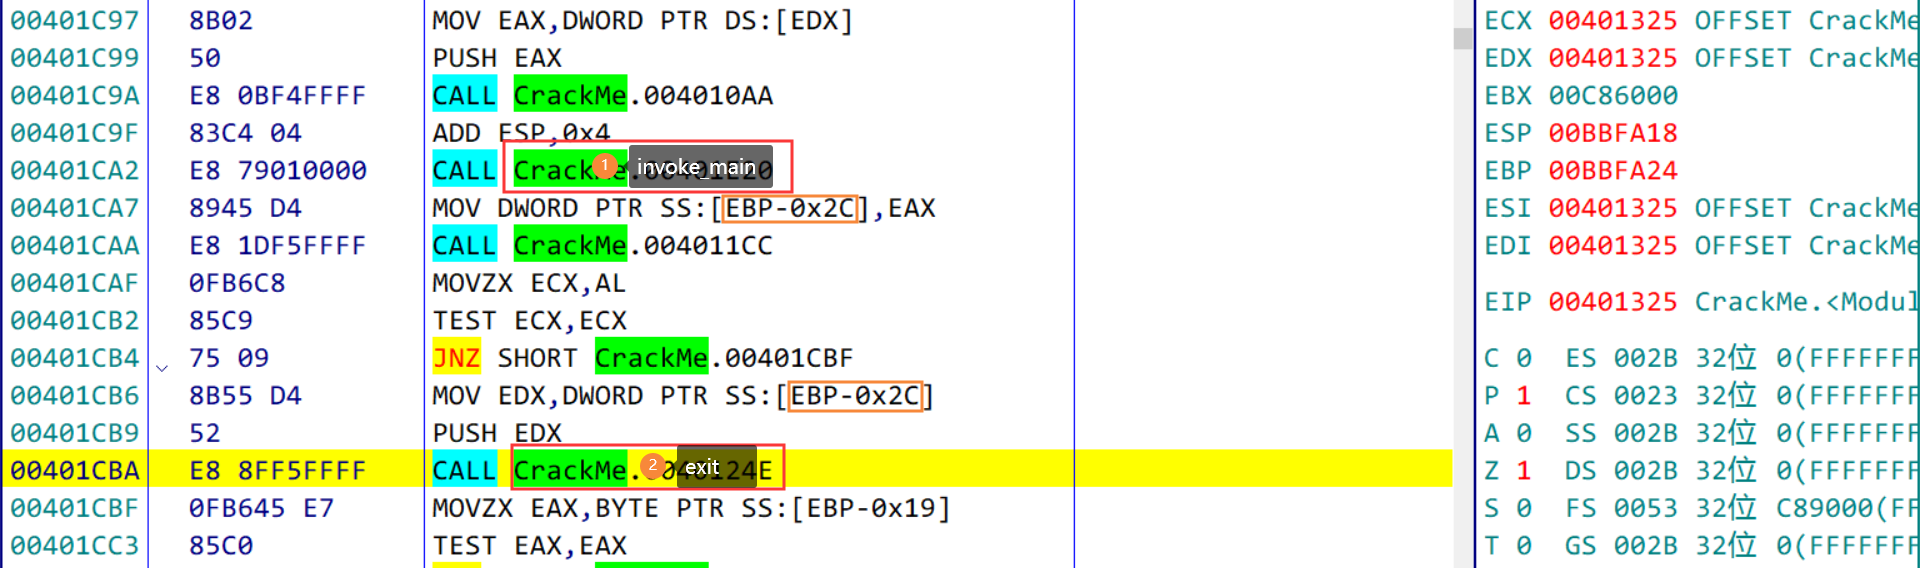 00401C97 8B02 MOV EAX,DWORD PTR DS:[EDX] ECX 00401325 OFFSET CrackMe
00401C99 50 PUSH EAX EDX 00401325 OFFSET CrackMe
00401C9A E8 0BF4FFFF CALL CrackMe.004010AA EBX 00C86000
00401C9F 83C4 04 ADD ESP,0x4 ESP 00BBFA18
00401CA2 E8 79010000 CALL CrackMe.00401E20 1 invoke_main EBP 00BBFA24
00401CA7 8945 D4 MOV DWORD PTR SS:[EBP-0x2C],EAX ESI 00401325 OFFSET CrackMe
00401CAA E8 1DF5FFFF CALL CrackMe.004011CC EDI 00401325 OFFSET CrackMe
00401CAF 0FB6C8 MOVZX ECX,AL
00401CB2 85C9 TEST ECX,ECX EIP 00401325 CrackMe.<Modul
00401CB4 75 09 JNZ SHORT CrackMe.00401CBF C 0 ES 002B 32位 0(FFFFFFF
00401CB6 8B55 D4 MOV EDX,DWORD PTR SS:[EBP-0x2C] P 1 CS 0023 32位 0(FFFFFFF
00401CB9 52 PUSH EDX A 0 SS 002B 32位 0(FFFFFFF
00401CBA E8 8FF5FFFF CALL CrackMe.0040124E 2 exit Z 1 DS 002B 32位 0(FFFFFFF
00401CBF 0FB645 E7 MOVZX EAX,BYTE PTR SS:[EBP-0x19] S 0 FS 0053 32位 C89000(FF
00401CC3 85C0 TEST EAX,EAX T 0 GS 002B 32位 0(FFFFFFF